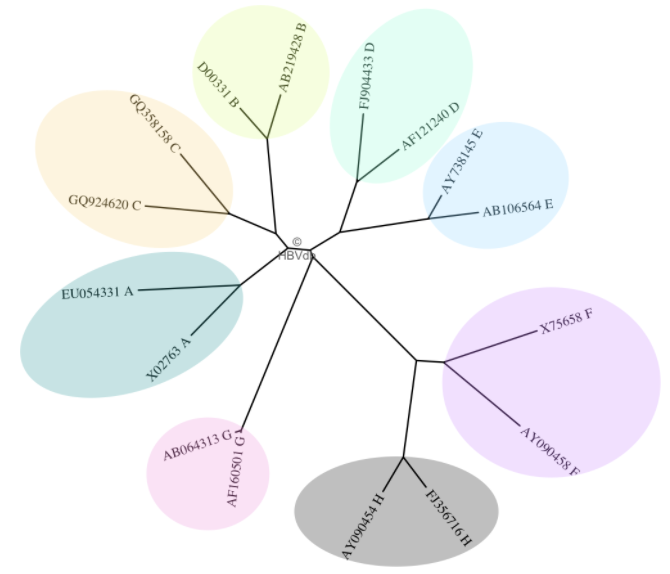 D00331 B
AB219428 B
FJ904433 D
AF121240 D
GQ358158 C
GQ924620 C
AY738145 E
AB106564 E
©
HBVdb
EU054331 A
X02763 A
X75658 F
AY090458 F
AB064313 G
AF160501 G
AY090454 H
FJ356716 H